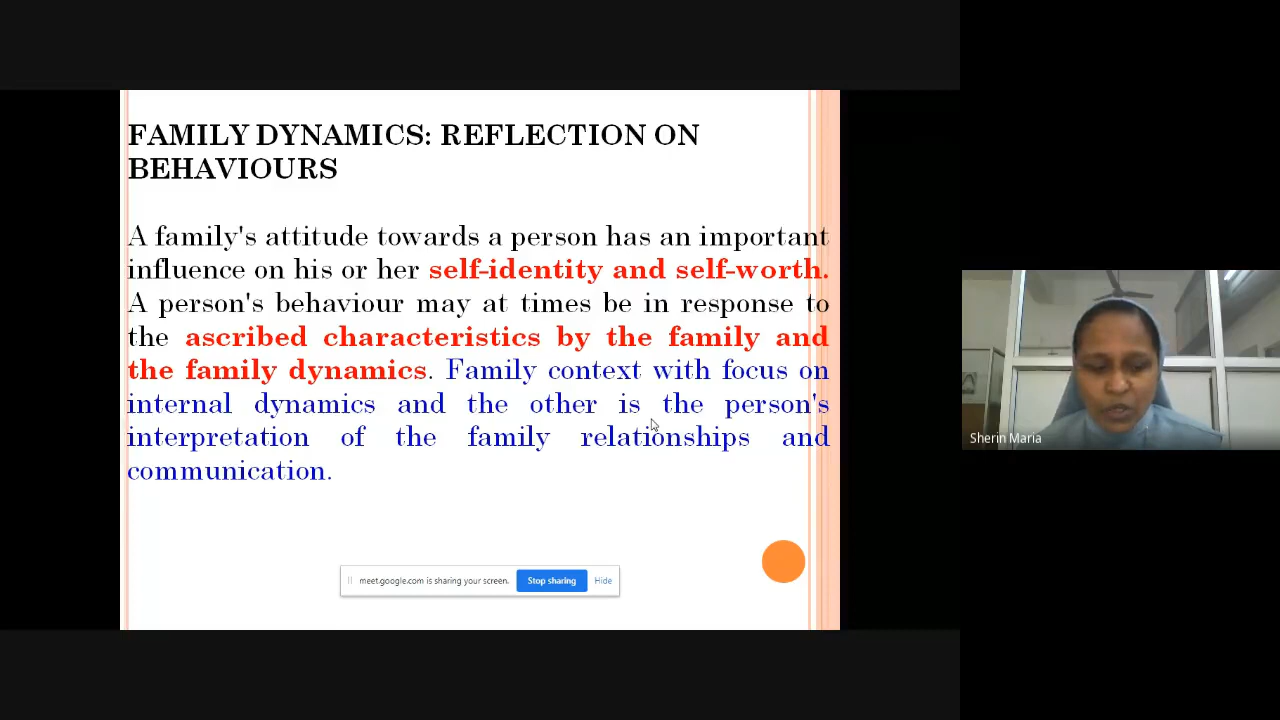 FAMILY DYNAMICS: REFLECTION ON
BEHAVIOURS
A family's attitude towards a person has an important
influence on his or her self-identity and self-worth.
A person's behaviour may at times be in response to
the ascribed characteristics by the family and
the family dynamics. Family context with focus on
internal dynamics and the other is the person's
interpretation of the family relationships and
communication.
meet.google.com is sharing your screen.
Stop sharing
Hide
Sherin Maria